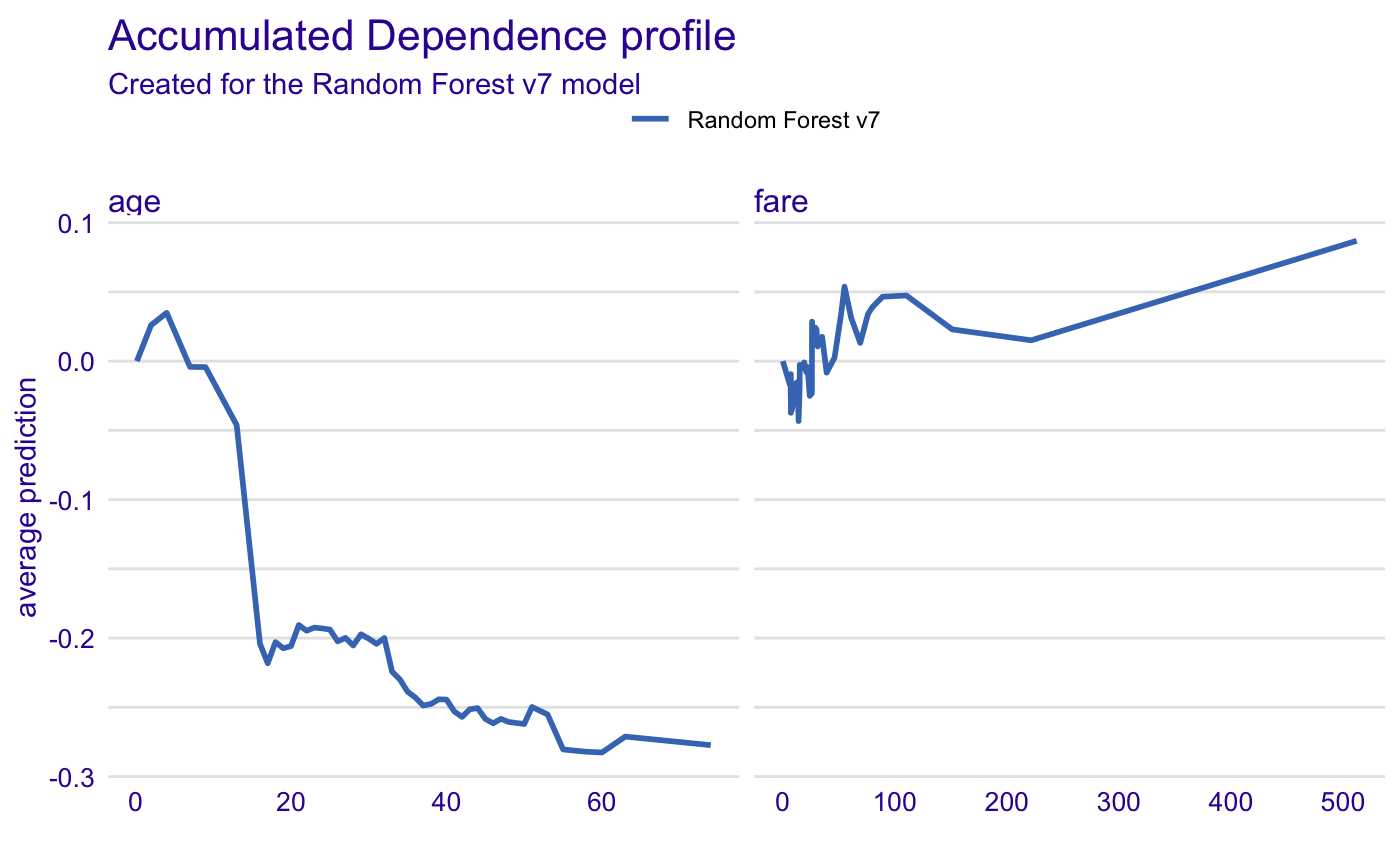 Accumulated Dependence profile
Created for the Random Forest v7 model
Random Forest v7
age
fare
average prediction
0.1
0.0
-0.1
-0.2
-0.3
0 20 40 60
0 100 200 300 400 500